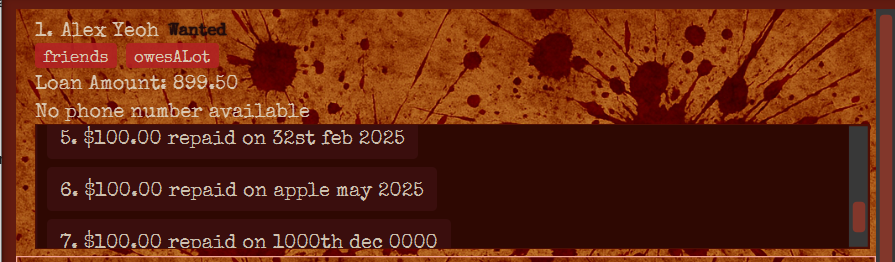 1. Alex Yeoh Wanted
friends owesALot
Loan Amount: 899.50
No phone number available
5. $100.00 repaid on 32st feb 2025
6. $100.00 repaid on apple may 2025
7. $100.00 repaid on 1000th dec 0000